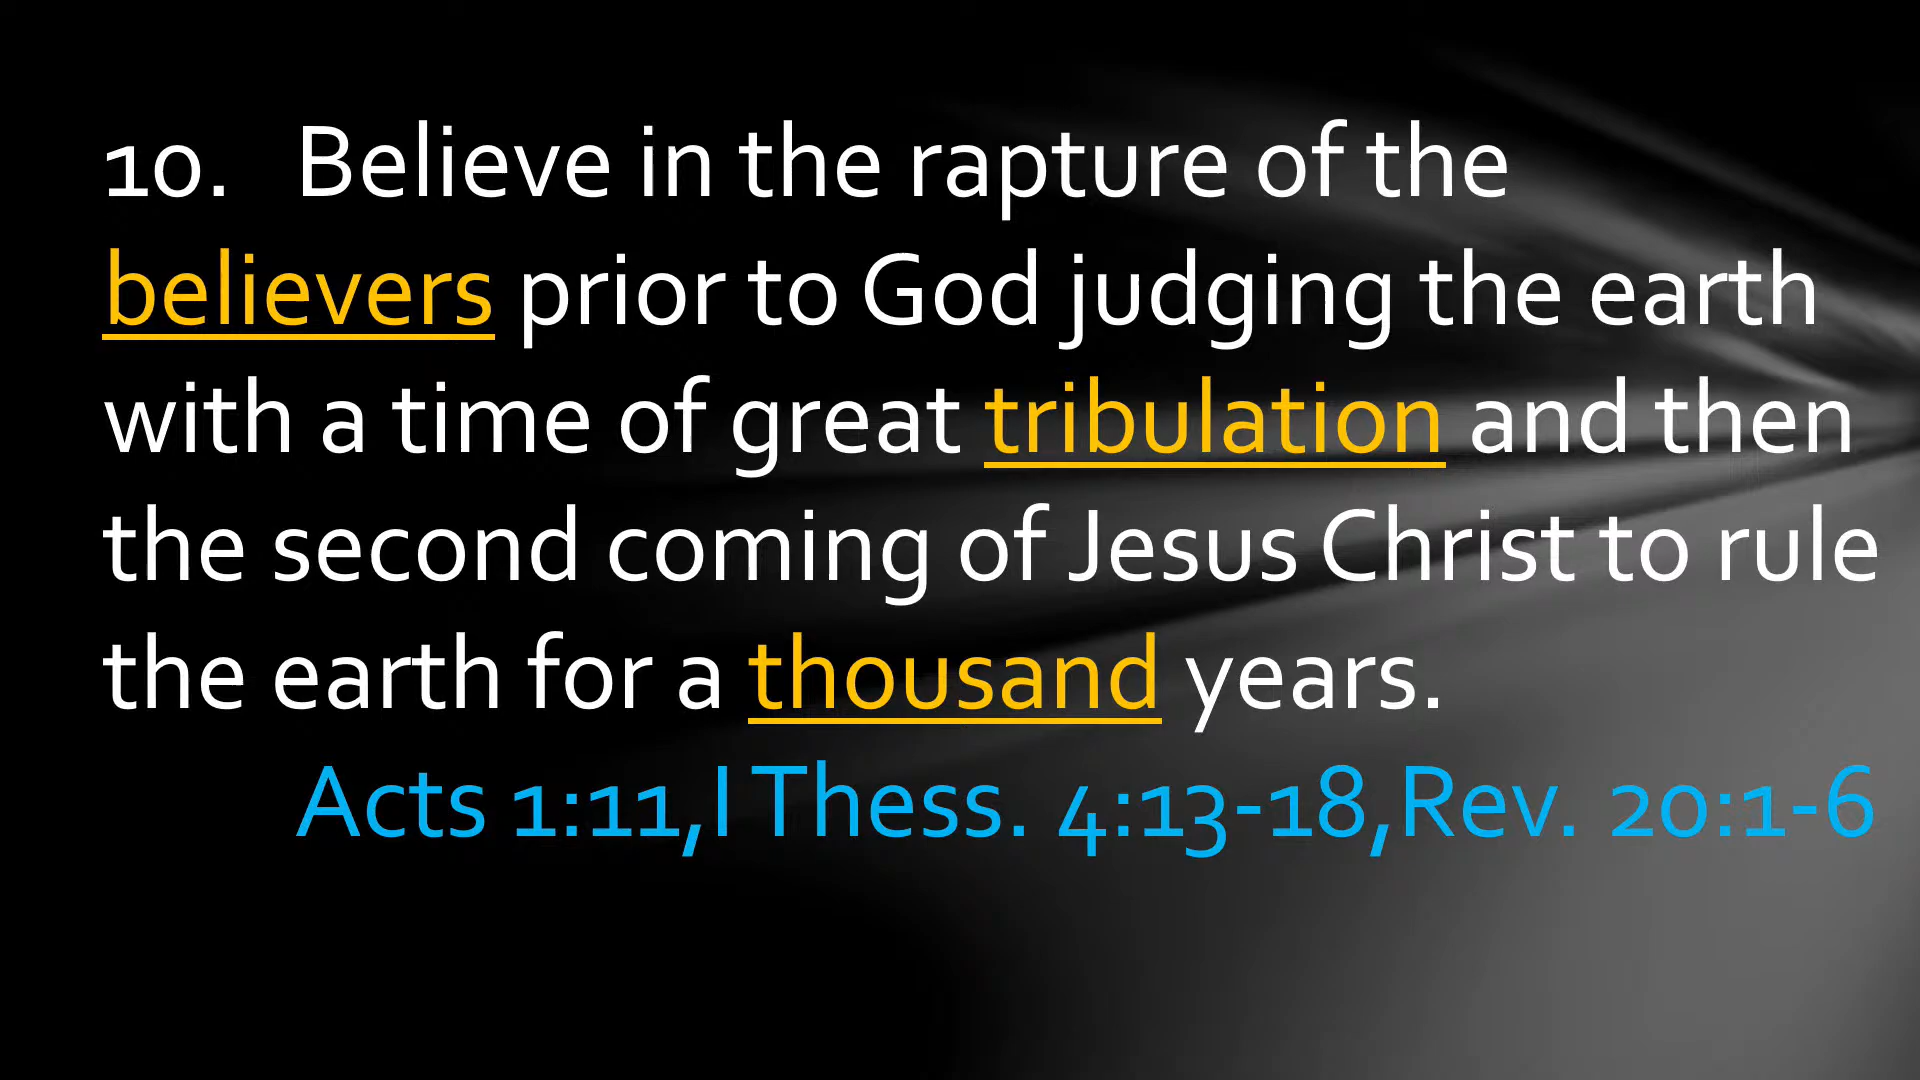 10. Believe in the rapture of the
believers prior to God judging the earth
with a time of great tribulation and then
the second coming of Jesus Christ to rule
the earth for a thousand years.
Acts 1:11,I Thess. 4:13-18,Rev. 20:1-6